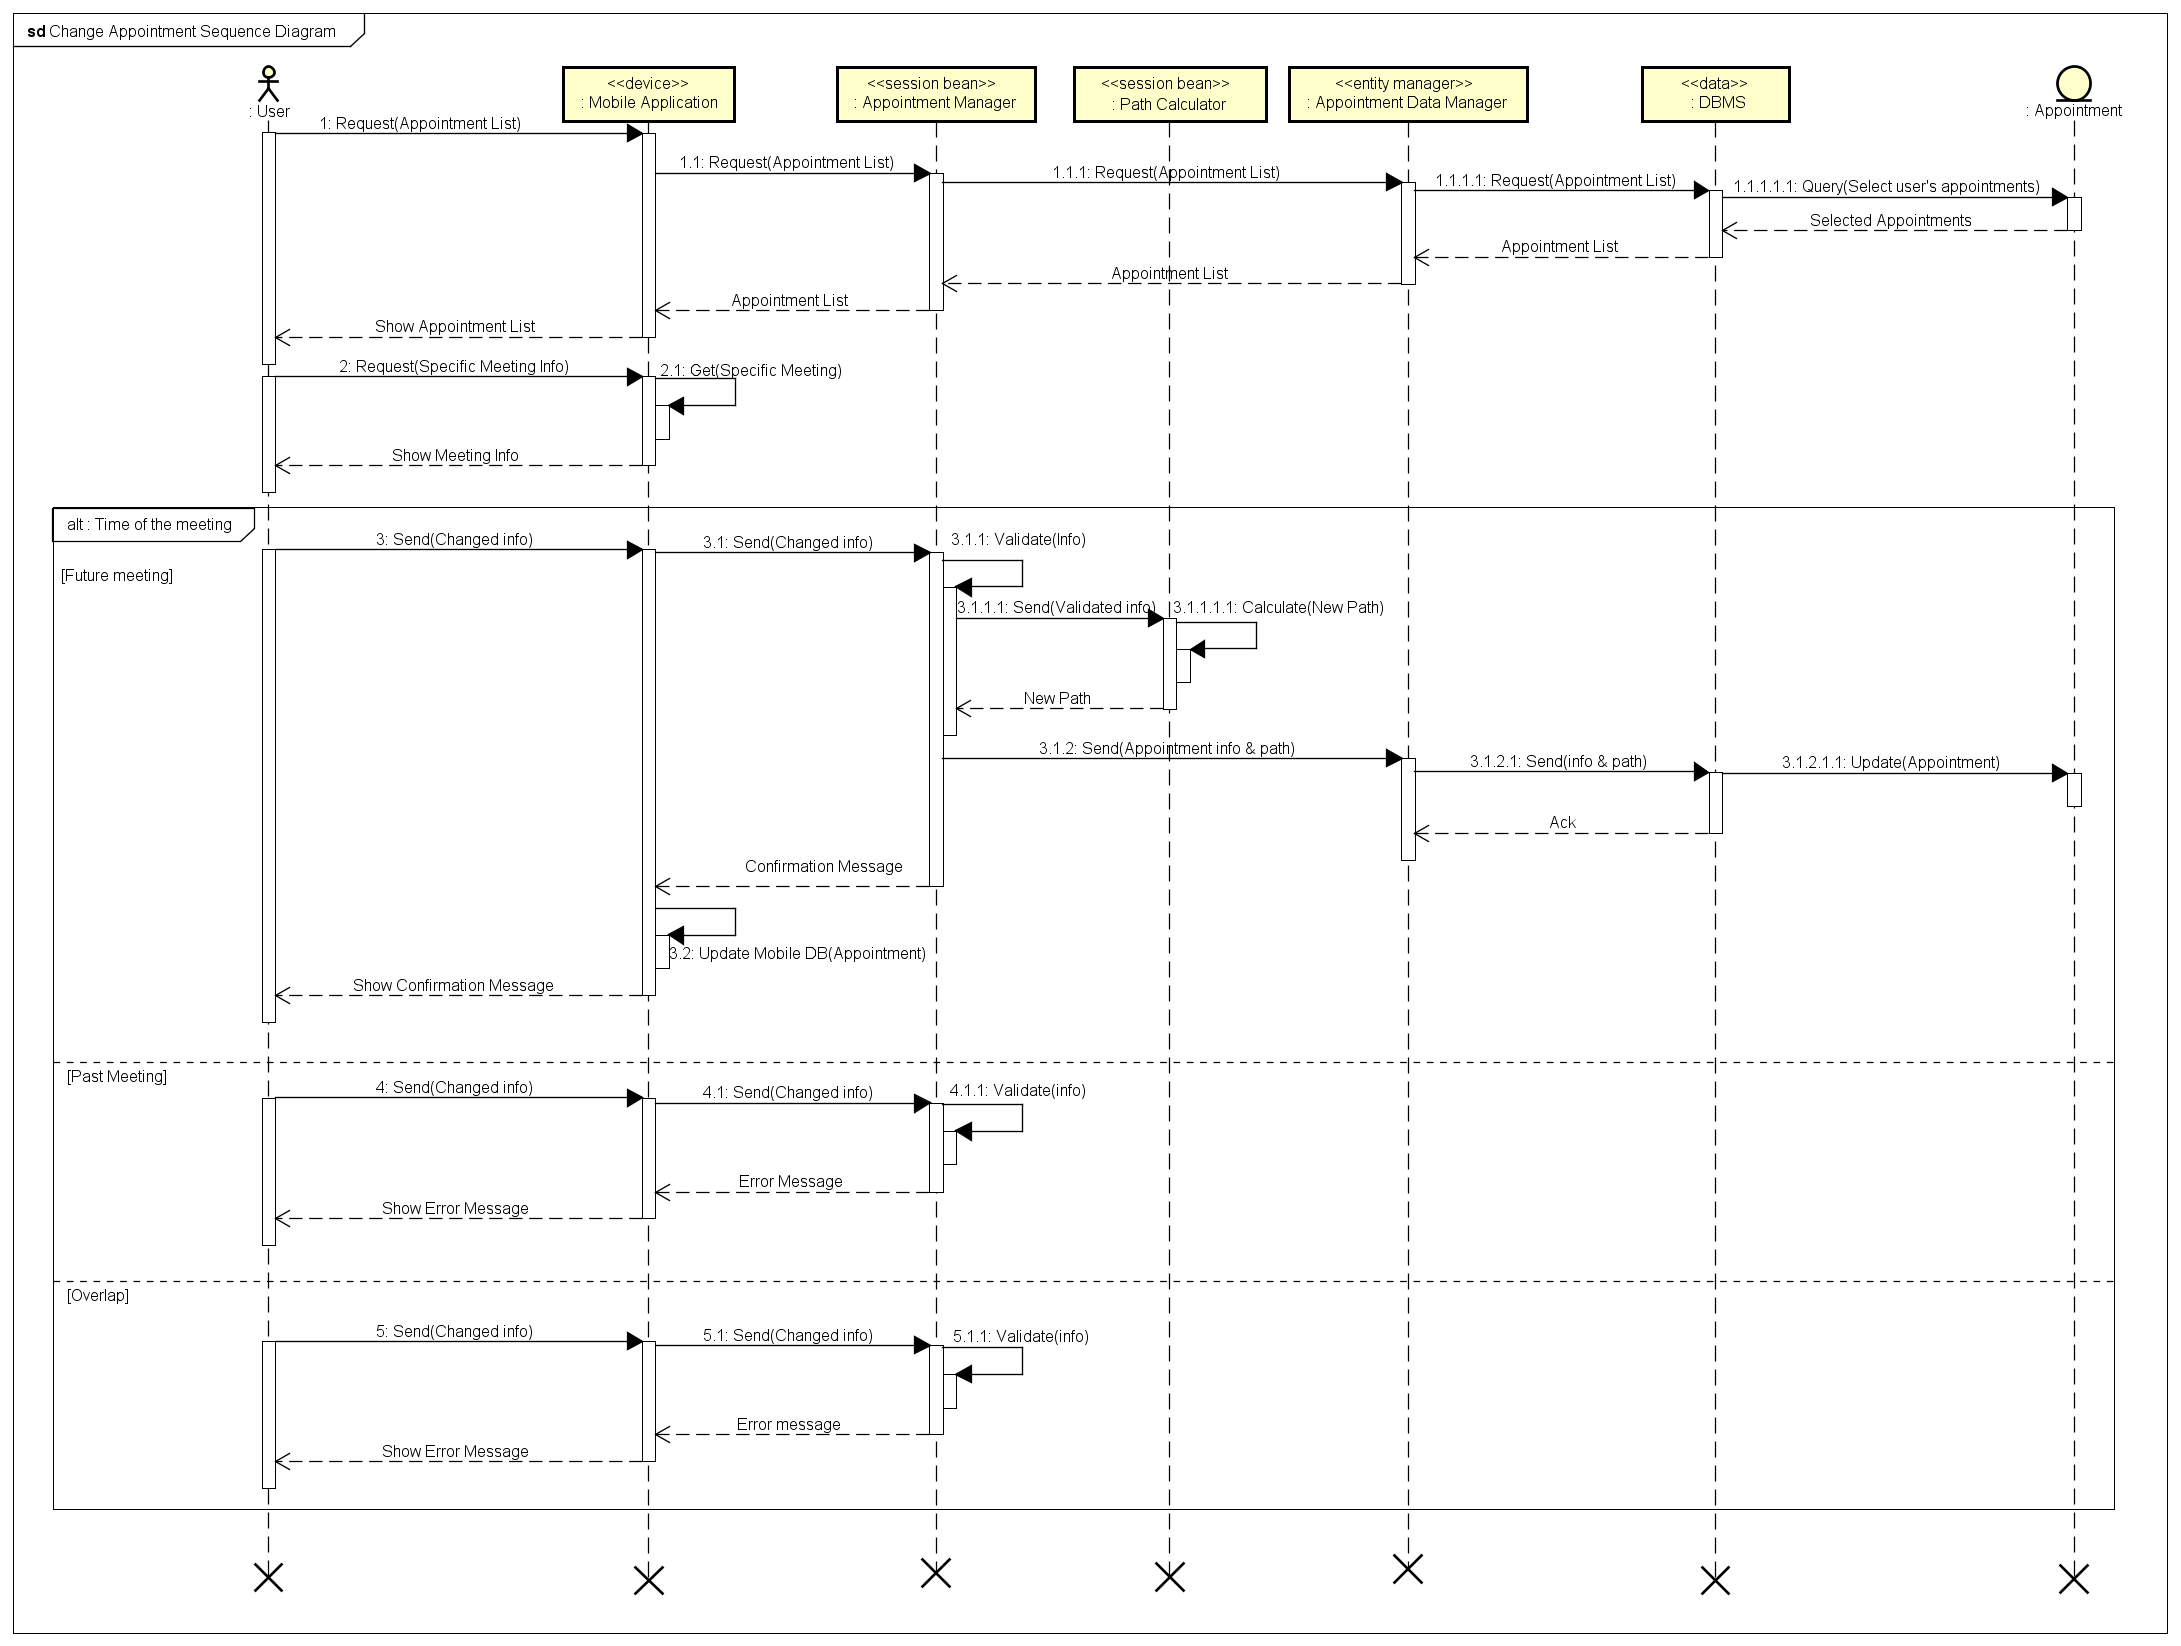 sd Change Appointment Sequence Diagram
: User
<<device>>
: Mobile Application
<<session bean>>
: Appointment Manager
<<session bean>>
: Path Calculator
<<entity manager>>
: Appointment Data Manager
<<data>>
: DBMS
: Appointment
1: Request(Appointment List)
1.1: Request(Appointment List)
1.1.1: Request(Appointment List)
1.1.1.1: Request(Appointment List)
1.1.1.1.1: Query(Select user's appointments)
Selected Appointments
Appointment List
Appointment List
Appointment List
Show Appointment List
2: Request(Specific Meeting Info)
2.1: Get(Specific Meeting)
Show Meeting Info
alt : Time of the meeting
[Future meeting]
3: Send(Changed info)
3.1: Send(Changed info)
3.1.1: Validate(Info)
3.1.1.1: Send(Validated info)
3.1.1.1.1: Calculate(New Path)
New Path
3.1.2: Send(Appointment info & path)
3.1.2.1: Send(info & path)
3.1.2.1.1: Update(Appointment)
Ack
Confirmation Message
3.2: Update Mobile DB(Appointment)
Show Confirmation Message
[Past Meeting]
4: Send(Changed info)
4.1: Send(Changed info)
4.1.1: Validate(info)
Error Message
Show Error Message
[Overlap]
5: Send(Changed info)
5.1: Send(Changed info)
5.1.1: Validate(info)
Error message
Show Error Message